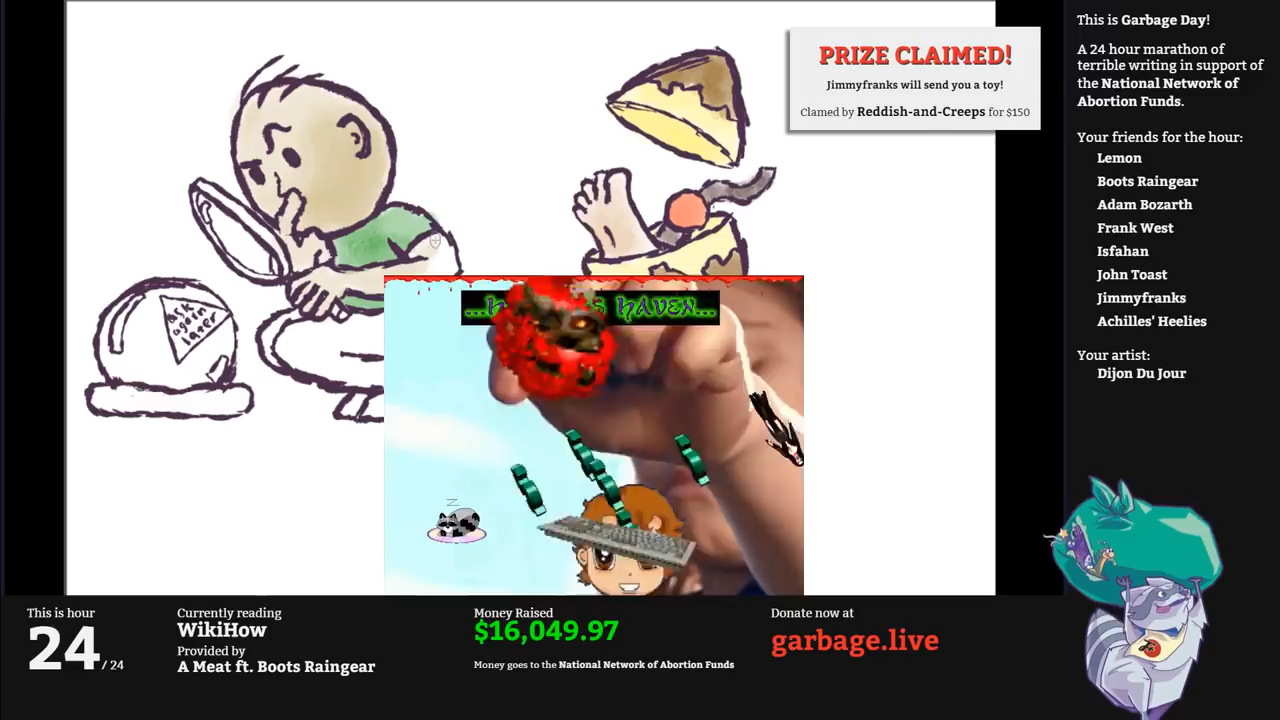 PRIZE CLAIMED!
Jimmyfranks will send you a toy!
Clamed by Reddish-and-Creeps for $150
This is Garbage Day!
A 24 hour marathon of
terrible writing in support of
the National Network of
Abortion Funds.
Your friends for the hour:
Lemon
Boots Raingear
Adam Bozarth
Frank West
Isfahan
John Toast
Jimmyfranks
Achilles' Heelies
Your artist:
Dijon Du Jour
ask
again
later
HAVEN...
Z
This is hour
24 / 24
Currently reading
WikiHow
Provided by
A Meat ft. Boots Raingear
Money Raised
$16,049.97
Money goes to the National Network of Abortion Funds
Donate now at
garbage.live